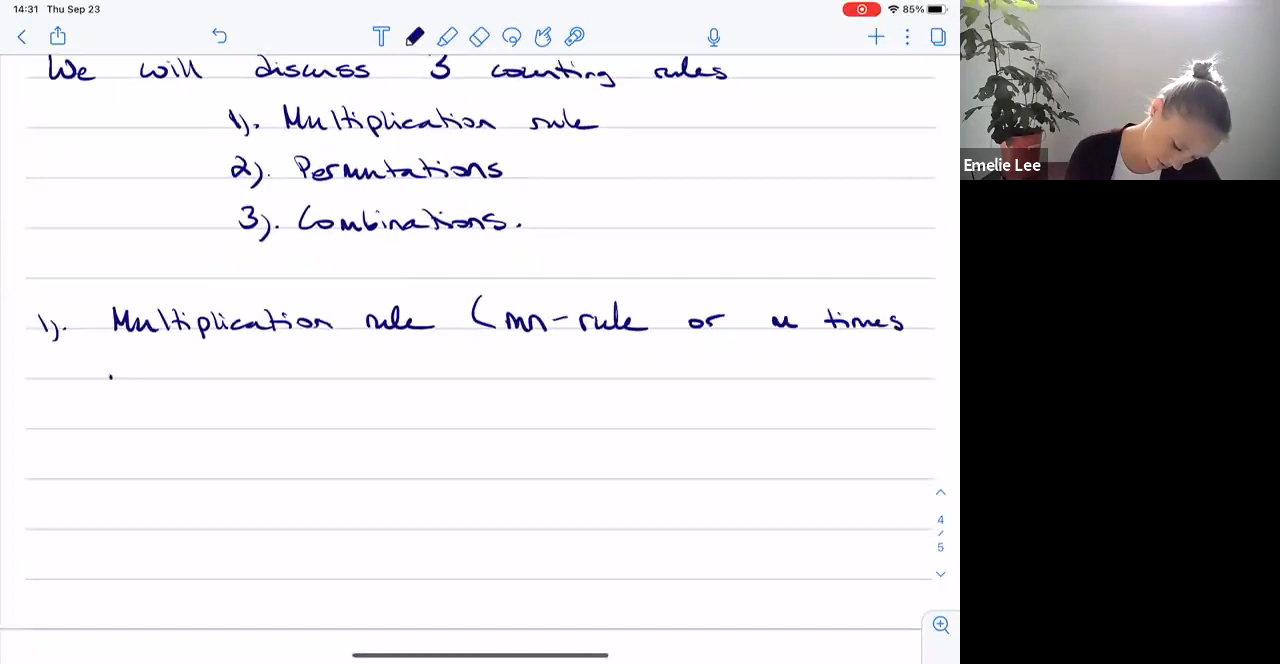 14:31 Thu Sep 23
85%
We will discuss 3 counting rules
1). Multiplication rule
2). Permutations
3). Combinations.
1). Multiplication rule (mn-rule or m times
4
/
5
Emelie Lee